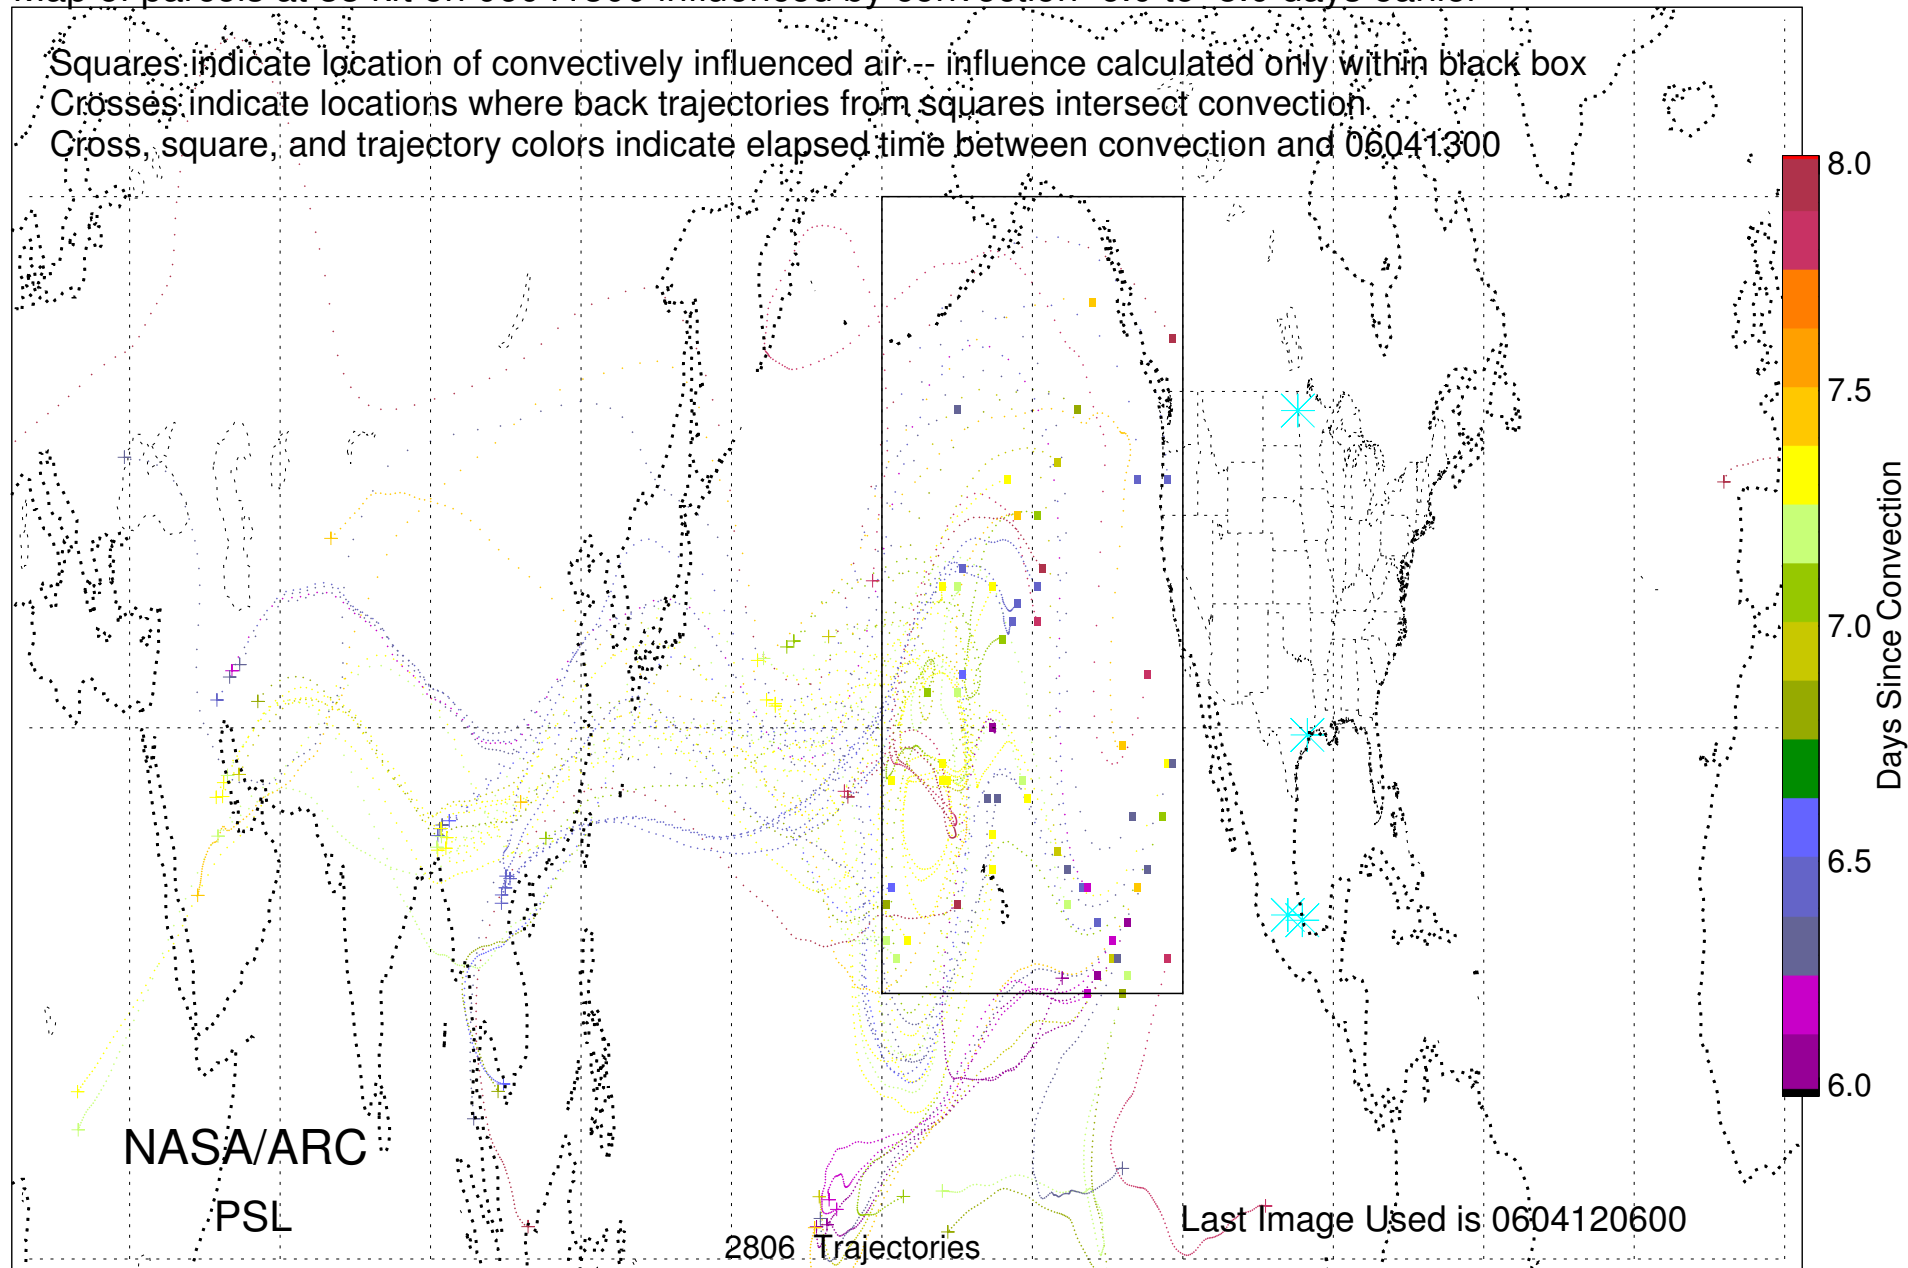 Squares indicate location of convectively influenced air -- influence calculated only within black box
Crosses indicate locations where back trajectories from squares intersect convection
Cross, square, and trajectory colors indicate elapsed time between convection and 06041300
8.0
7.5
7.0
6.5
6.0
Days Since Convection
NASA/ARC
PSL
Last Image Used is 0604120600
2806 Trajectories